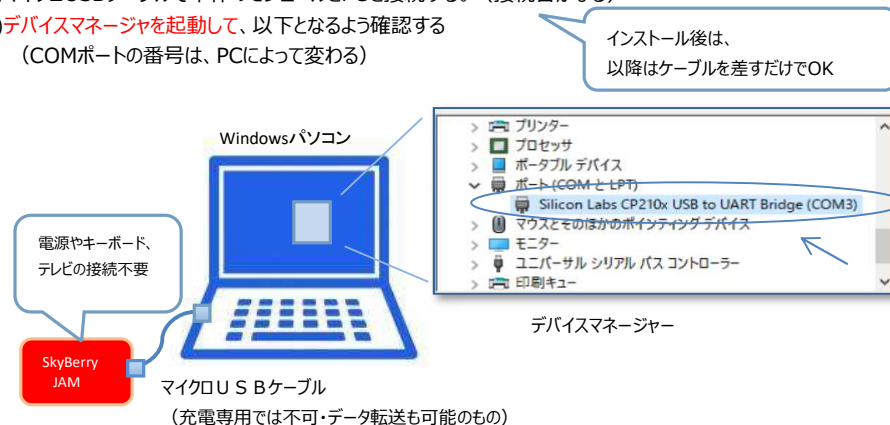 )デバイスマネージャを起動して、以下となるよう確認する
（COMポートの番号は、PCによって変わる）
インストール後は、
以降はケーブルを差すだけでOK
Windowsパソコン
プリンター
プロセッサ
ポータブル デバイス
ポート (COM と LPT)
Silicon Labs CP210x USB to UART Bridge (COM3)
マウスとそのほかのポインティング デバイス
モニター
ユニバーサル シリアル バス コントローラー
印刷キュー
デバイスマネージャー
電源やキーボード、
テレビの接続不要
SkyBerry
JAM
マイクロＵＳＢケーブル
（充電専用では不可・データ転送も可能のもの）